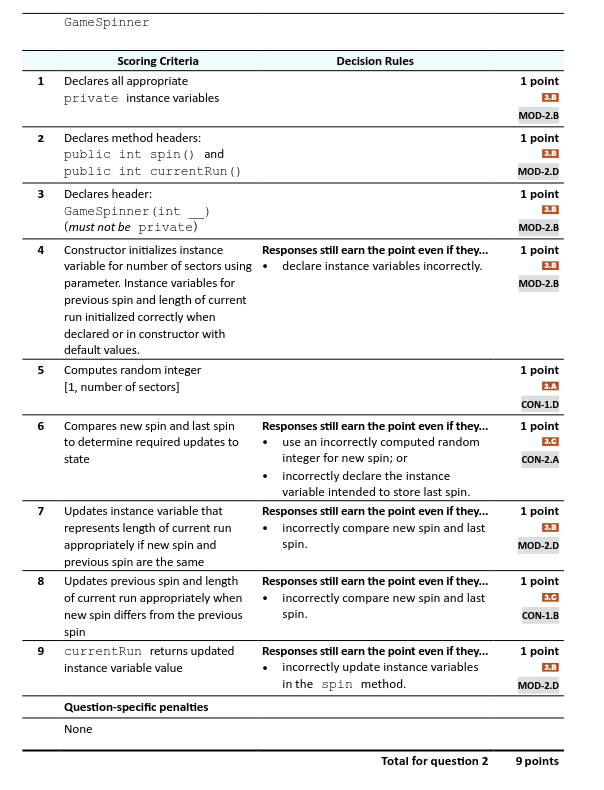 GameSpinner
Scoring Criteria Decision Rules
1 Declares all appropriate 1 point
private instance variables 3.B
MOD-2.B
2 Declares method headers: 1 point
public int spin() and 3.B
public int currentRun() MOD-2.D
3 Declares header: 1 point
GameSpinner(int __) 3.B
(must not be private) MOD-2.B
4 Constructor initializes instance Responses still earn the point even if they... 1 point
variable for number of sectors using • declare instance variables incorrectly. 3.B
parameter. Instance variables for MOD-2.B
previous spin and length of current
run initialized correctly when
declared or in constructor with
default values.
5 Computes random integer 1 point
[1, number of sectors] 3.A
CON-1.D
6 Compares new spin and last spin Responses still earn the point even if they... 1 point
to determine required updates to • use an incorrectly computed random 3.C
state integer for new spin; or CON-2.A
• incorrectly declare the instance
variable intended to store last spin.
7 Updates instance variable that Responses still earn the point even if they... 1 point
represents length of current run • incorrectly compare new spin and last 3.B
appropriately if new spin and spin. MOD-2.D
previous spin are the same
8 Updates previous spin and length Responses still earn the point even if they... 1 point
of current run appropriately when • incorrectly compare new spin and last 3.C
new spin differs from the previous spin. CON-1.B
spin
9 currentRun returns updated Responses still earn the point even if they... 1 point
instance variable value • incorrectly update instance variables 3.B
in the spin method. MOD-2.D
Question-specific penalties
None
Total for question 2 9 points